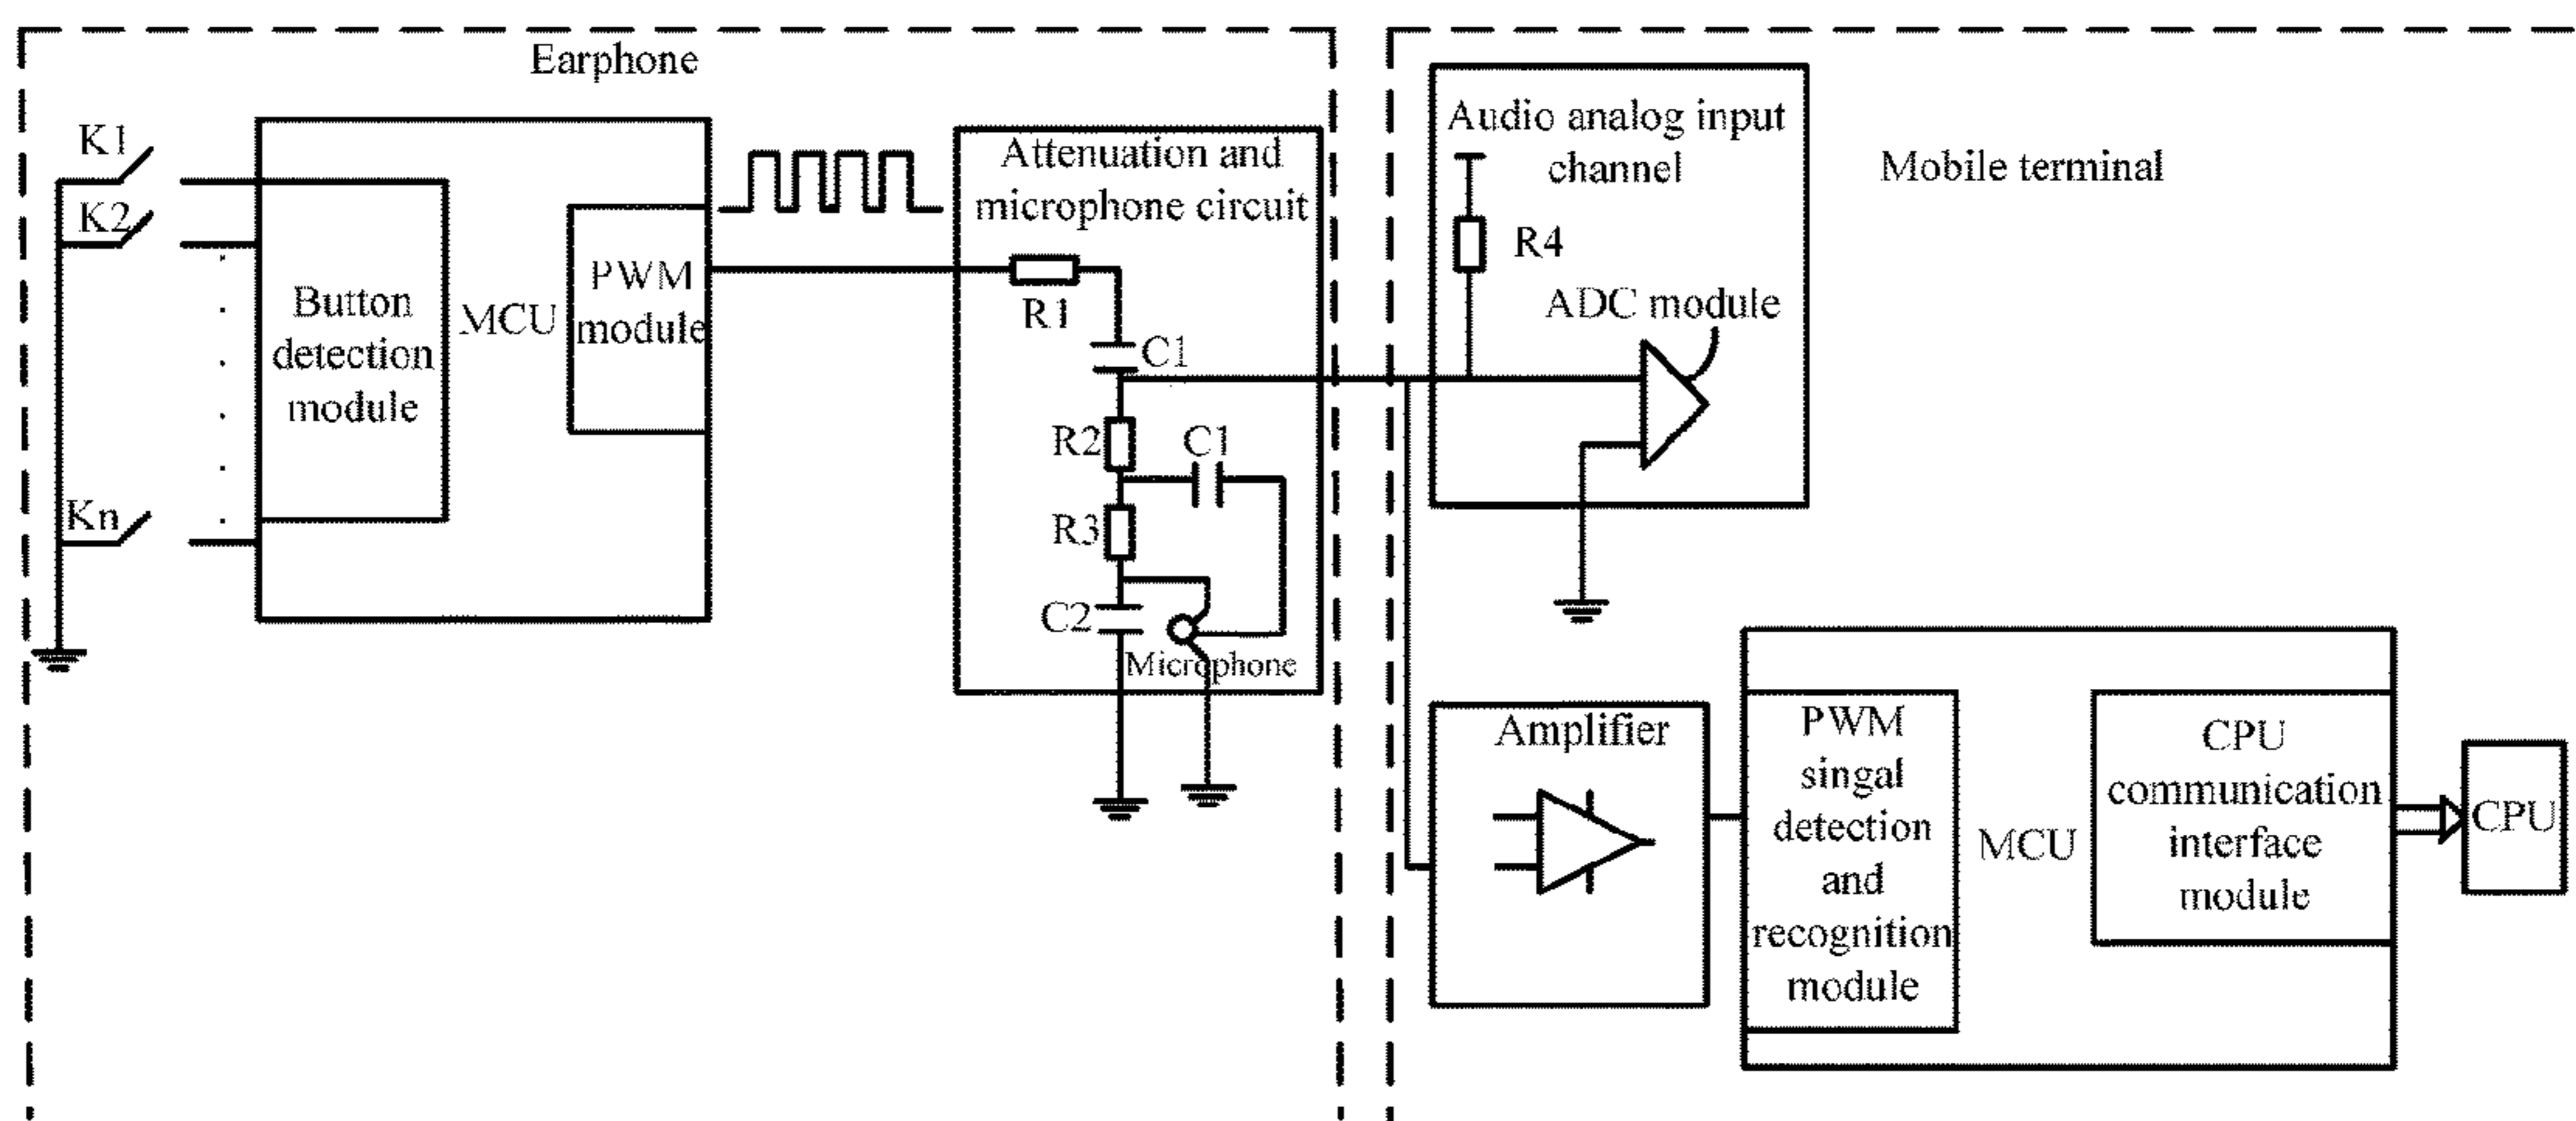 Earphone
K1
K2
Kn
Button
detection
module
MCU
PWM
module
Attenuation and
microphone circuit
R1
C1
R2
C1
R3
C2
Microphone
Audio analog input
channel
R4
ADC module
Mobile terminal
Amplifier
PWM
singal
detection
and
recognition
module
MCU
CPU
communication
interface
module
CPU